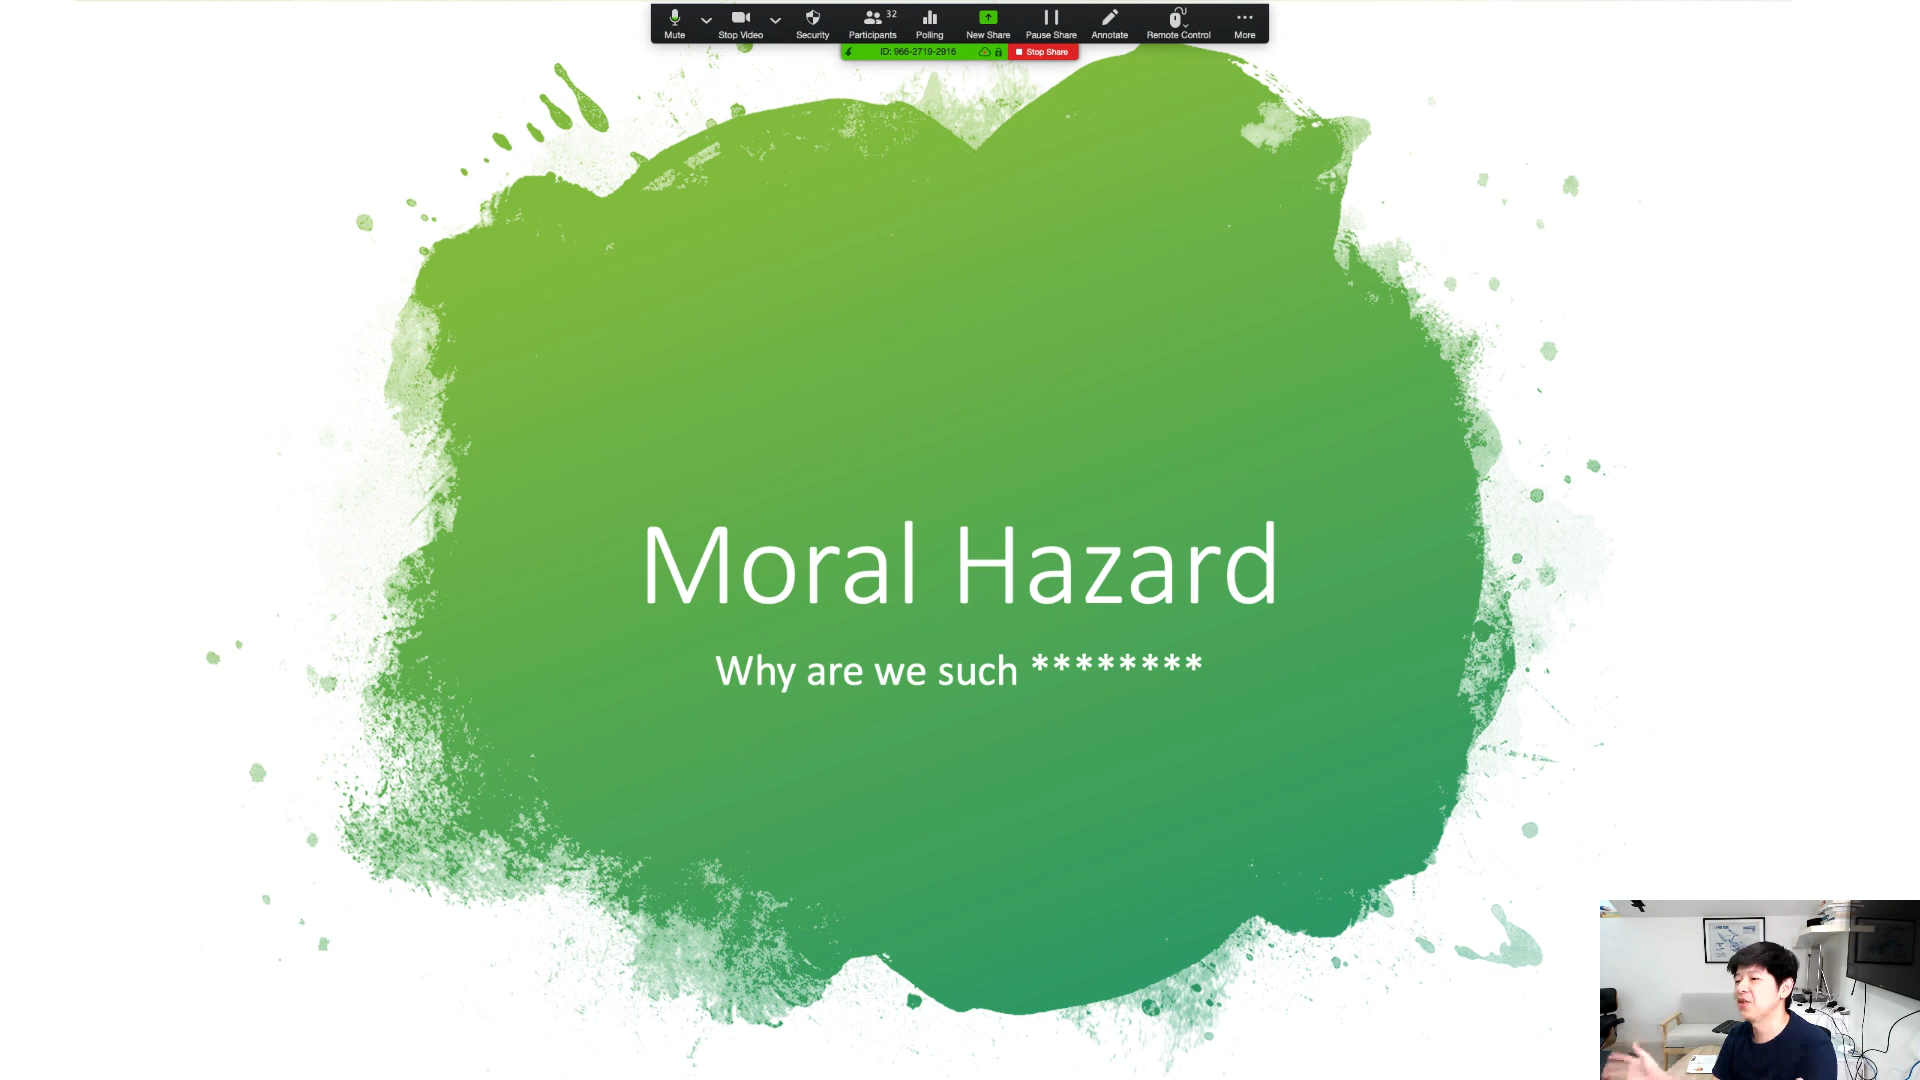 Mute
Stop Video
Security
Participants
32
Polling
New Share
Pause Share
Annotate
Remote Control
More
ID: 966-2719-2916
Stop Share
Moral Hazard
Why are we such ********